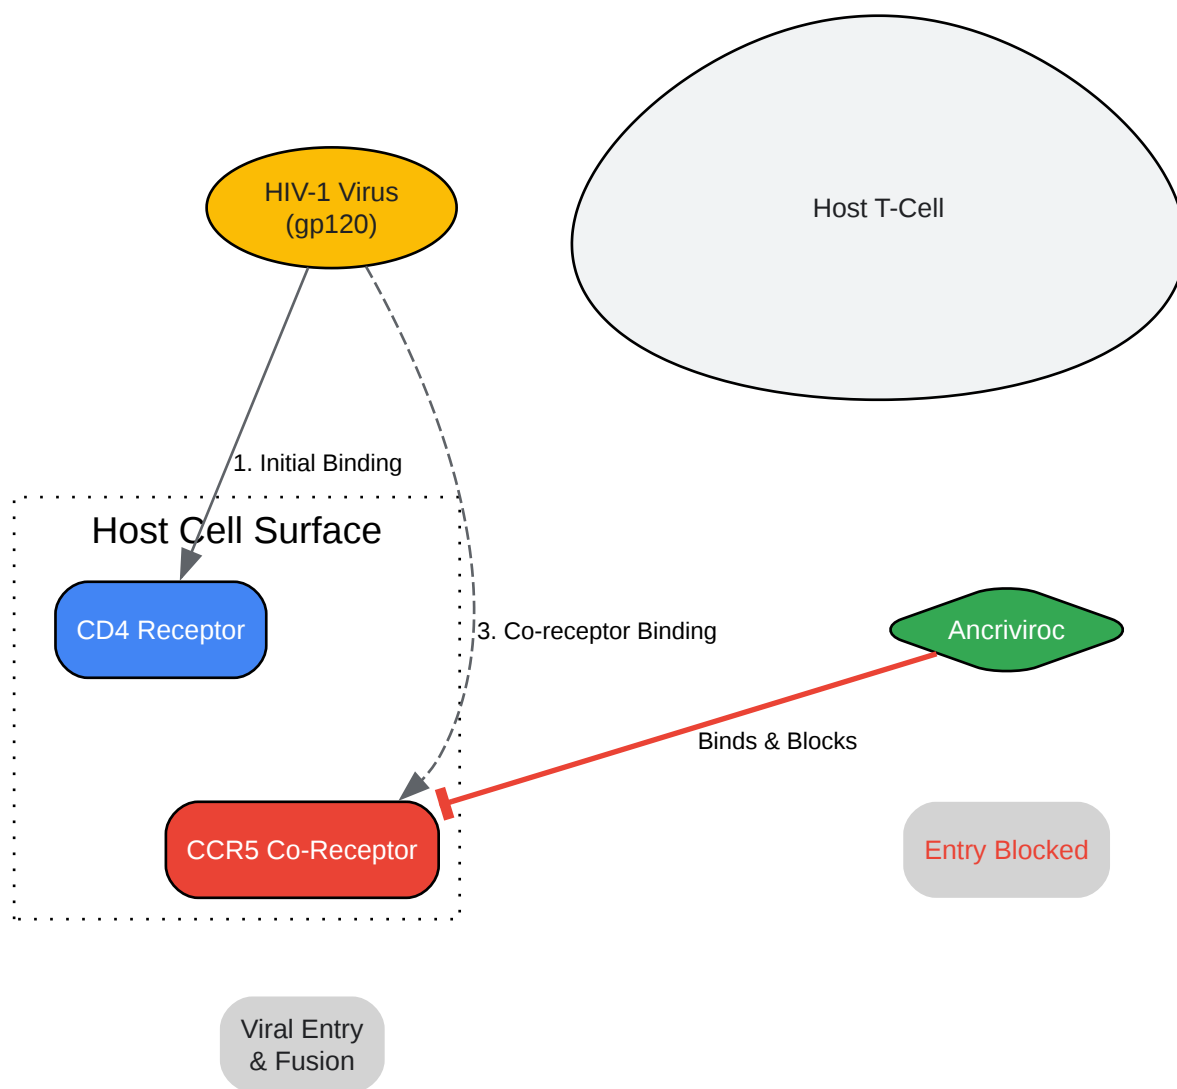 HIV-1 Virus
(gp120)
Host T-Cell
1. Initial Binding
Host Cell Surface
CD4 Receptor
3. Co-receptor Binding
Ancriviroc
Binds & Blocks
CCR5 Co-Receptor
Entry Blocked
Viral Entry
& Fusion